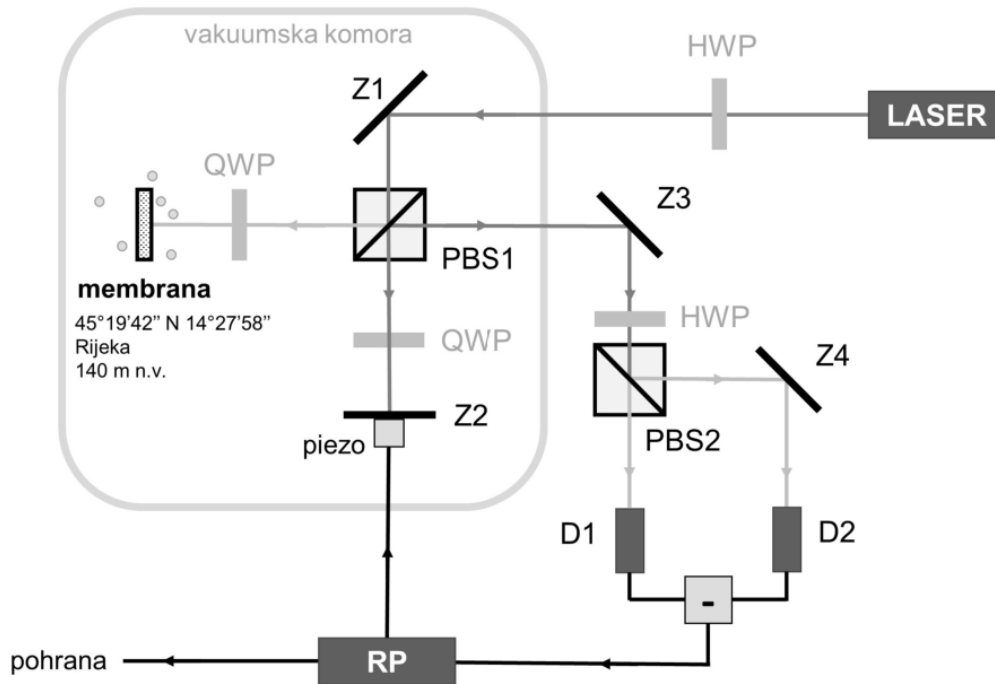 vakuumska komora
HWP
LASER
Z1
QWP
Z3
PBS1
membrana
45°19’42’’ N 14°27’58’’
Rijeka
140 m n.v.
QWP
HWP
Z4
Z2
piezo
PBS2
D1
D2
-
RP
pohrana